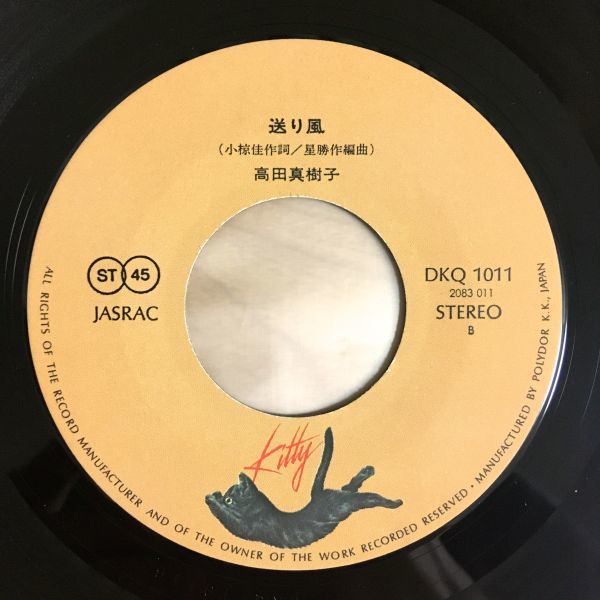 送り風
(小椋佳作詞/星勝作編曲)
高田真樹子
ST 45
JASRAC
DKQ 1011
2083 011
STEREO
B
Kitty
ALL RIGHTS OF THE RECORD MANUFACTURER AND OF THE OWNER OF THE WORK RECORDED RESERVED · MANUFACTURED BY POLYDOR K.K., JAPAN